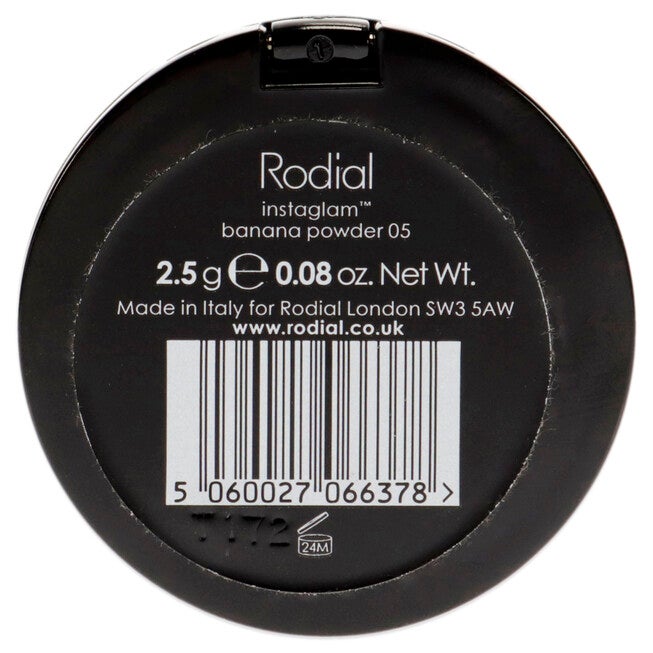 Rodial
instaglam™
banana powder 05
2.5 g ℮ 0.08 oz. Net Wt.
Made in Italy for Rodial London SW3 5AW
www.rodial.co.uk
5 060027 066378 >
7172
24M